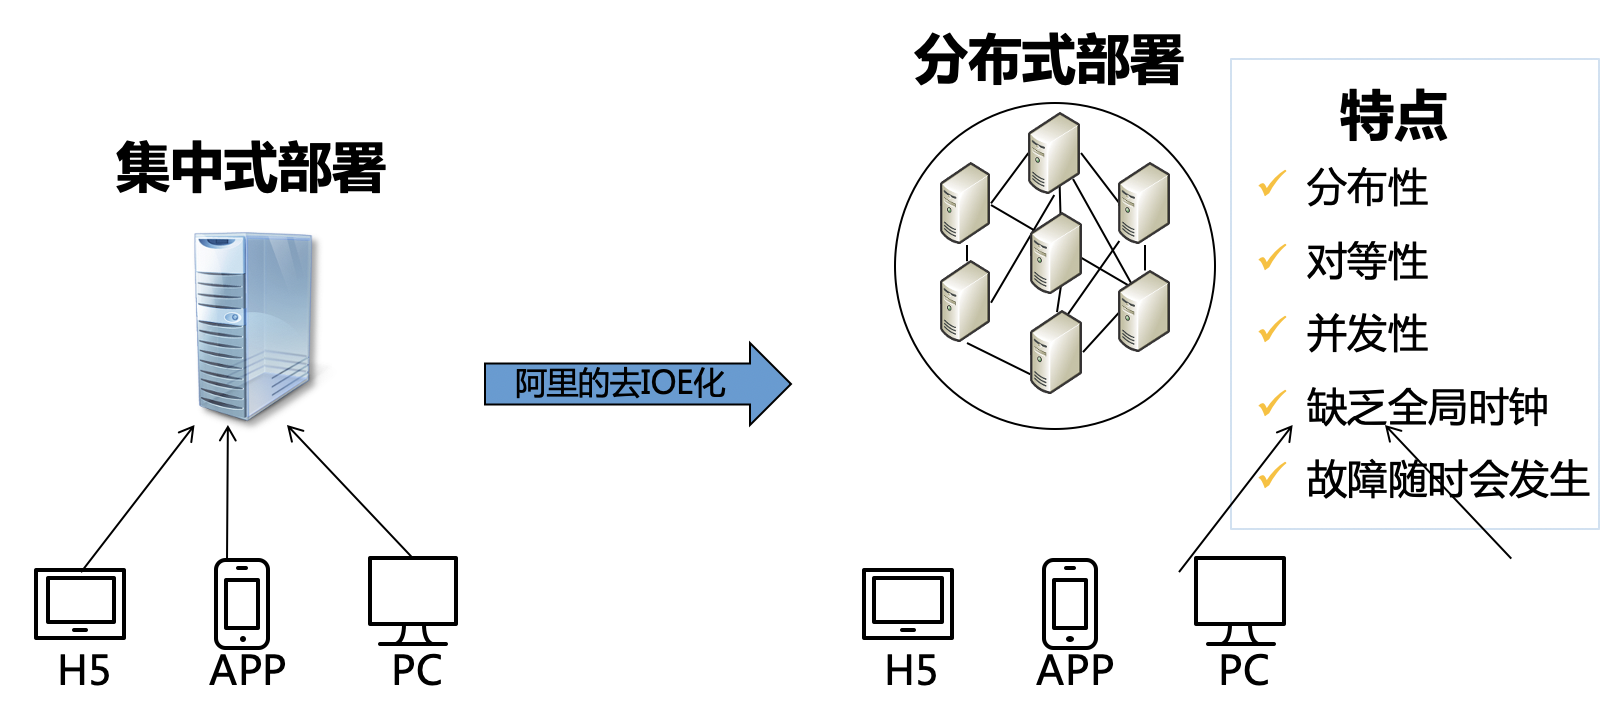 集中式部署
H5
APP
PC
阿里的去IOE化
分布式部署
H5
APP
PC
特点
分布性
对等性
并发性
缺乏全局时钟
故障随时会发生